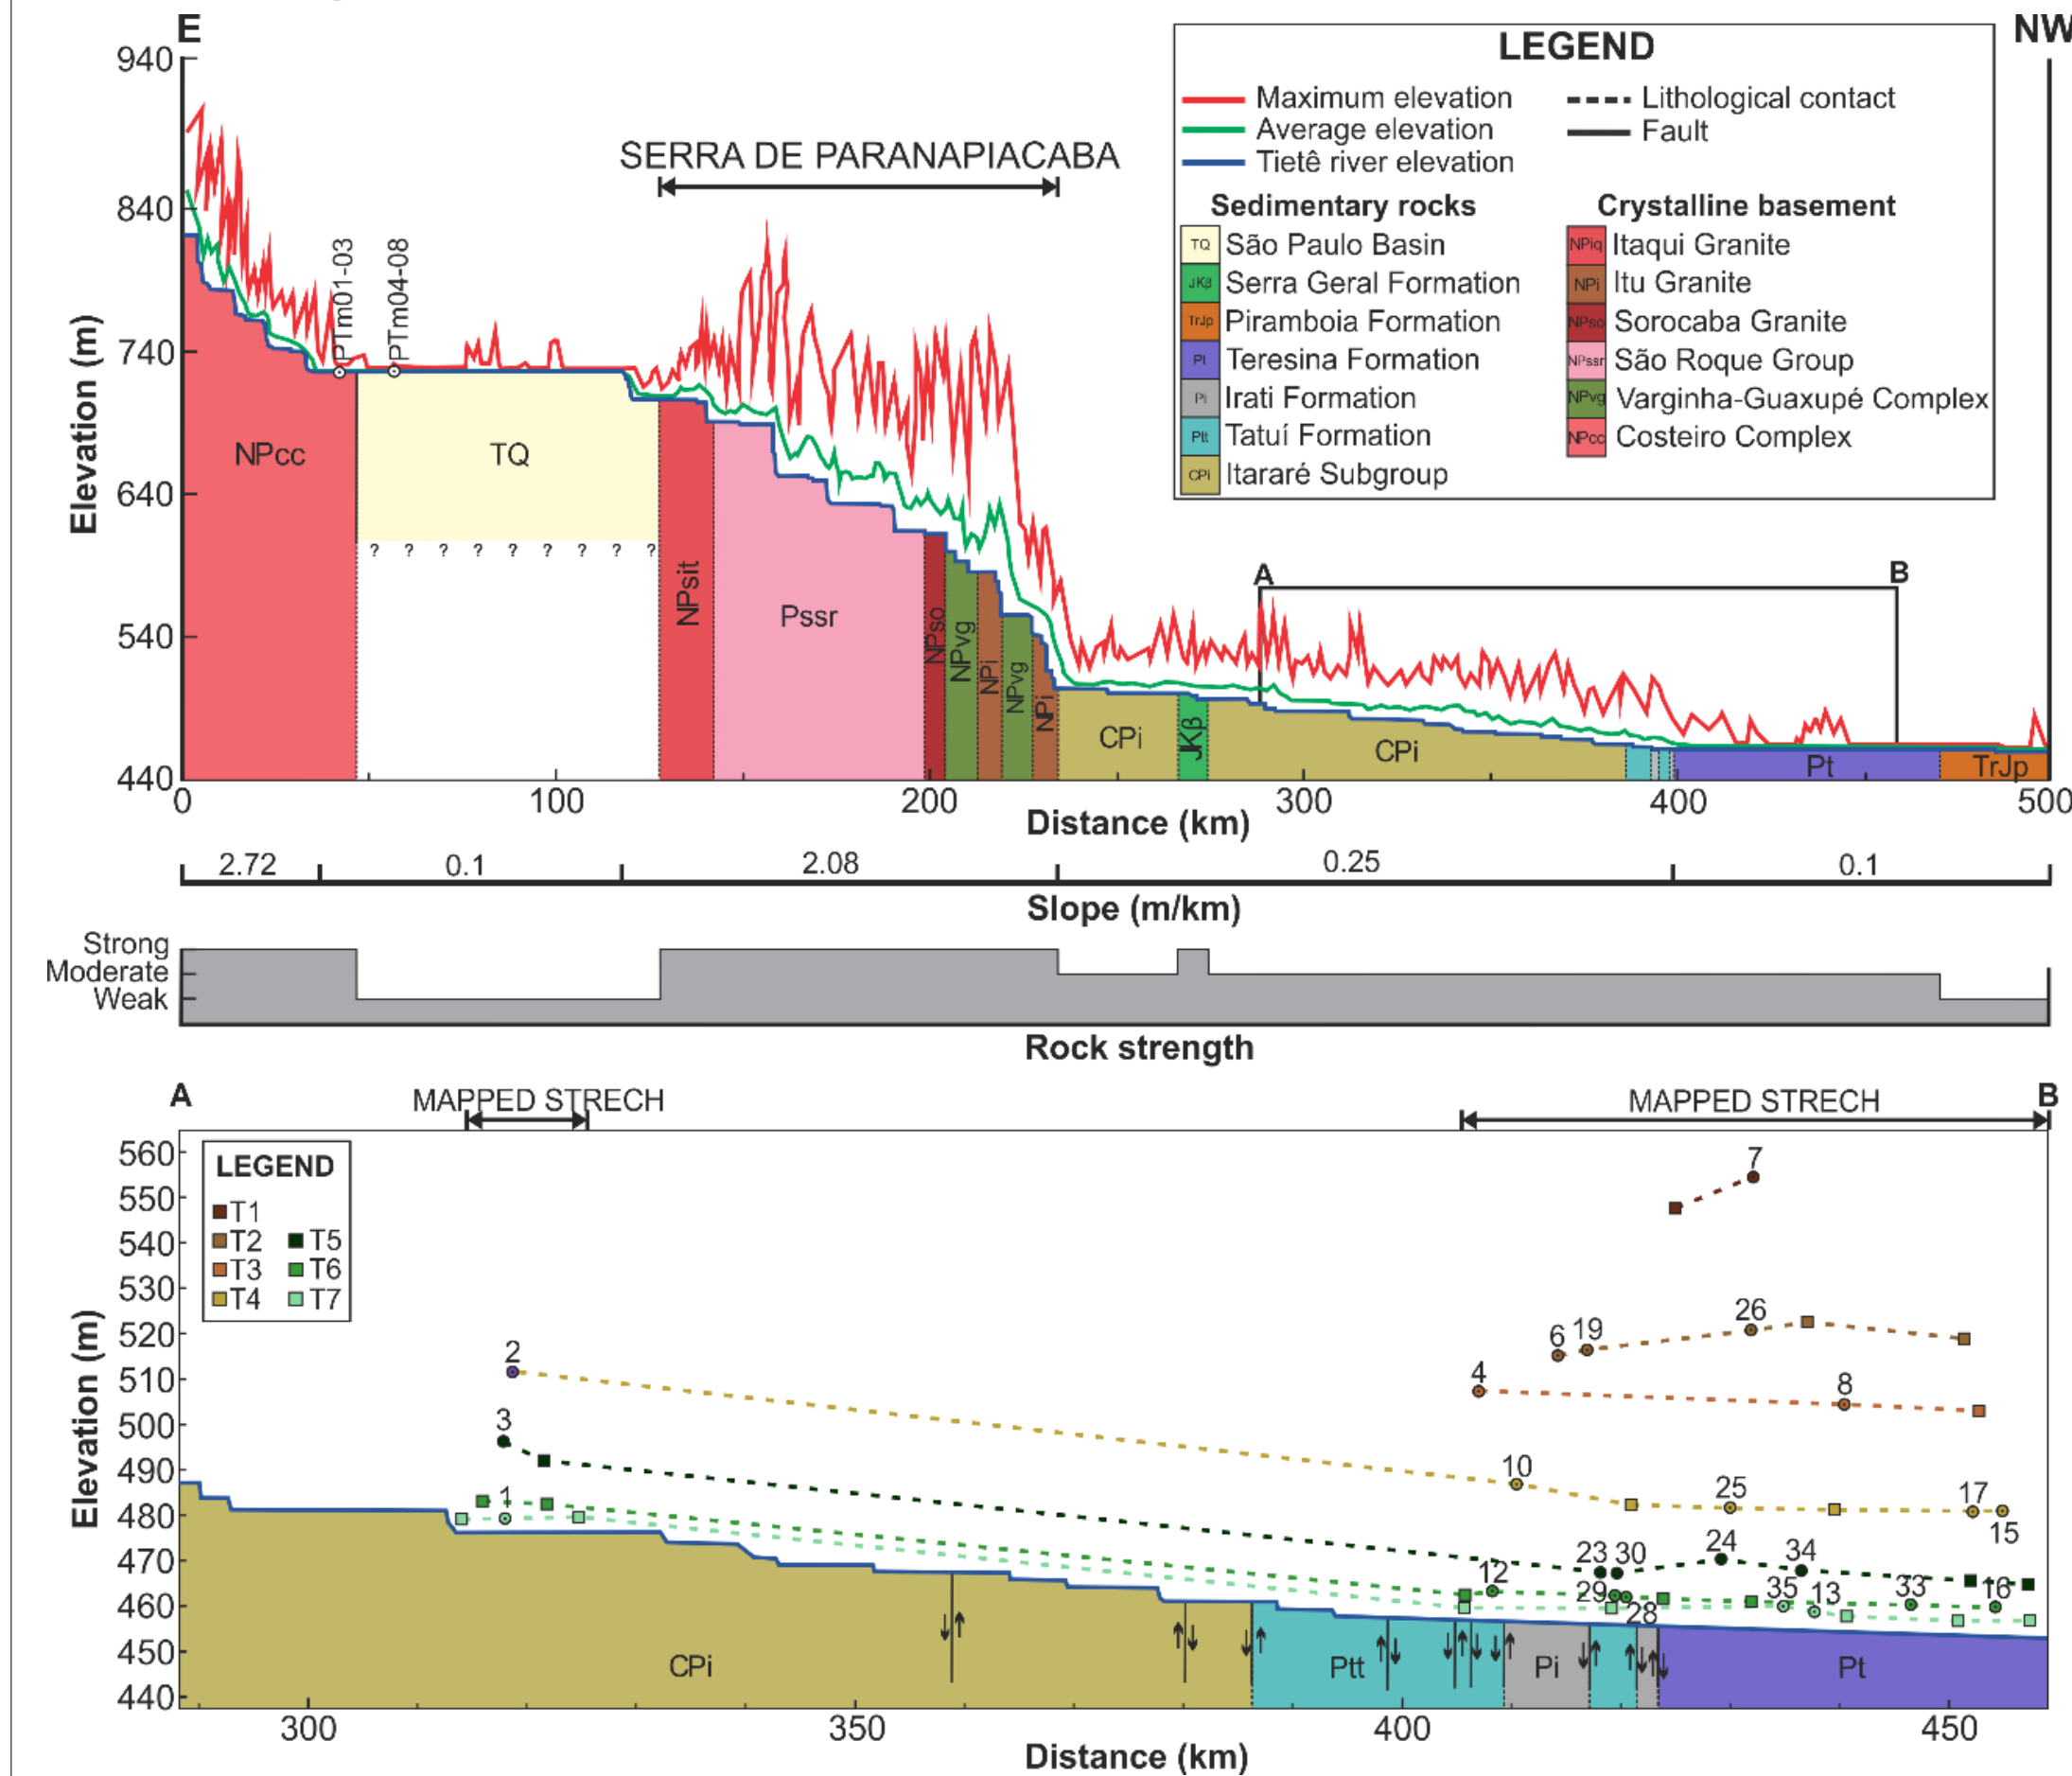 E
NW
940
840
740
640
540
440
Elevation (m)
PTm01-03
PTm04-08
SERRA DE PARANAPIACABA
LEGEND
Maximum elevation
Average elevation
Tietê river elevation
Lithological contact
Fault
Sedimentary rocks
TQ São Paulo Basin
JKβ Serra Geral Formation
TrJp Piramboia Formation
Pt Teresina Formation
Pi Irati Formation
Ptt Tatuí Formation
CPi Itararé Subgroup
Crystalline basement
NPiq Itaqui Granite
NPi Itu Granite
NPso Sorocaba Granite
NPssr São Roque Group
NPvg Varginha-Guaxupé Complex
NPcc Costeiro Complex
NPcc
TQ
? ? ? ? ? ? ? ? ?
NPsit
Pssr
NPso
NPvg
NPi
NPvg
NPi
CPi
JKβ
CPi
Pt
TrJp
A
B
0 100 200 300 400 500
Distance (km)
2.72 0.1 2.08 0.25 0.1
Slope (m/km)
Strong
Moderate
Weak
Rock strength
A
B
MAPPED STRECH
MAPPED STRECH
560
550
540
530
520
510
500
490
480
470
460
450
440
Elevation (m)
LEGEND
T1
T2 T5
T3 T6
T4 T7
7
26
6 19
2
4
8
3
10
25
17
15
1
23 30
24
34
12
29
28
35
13
33
16
CPi
Ptt
Pi
Pt
300 350 400 450
Distance (km)